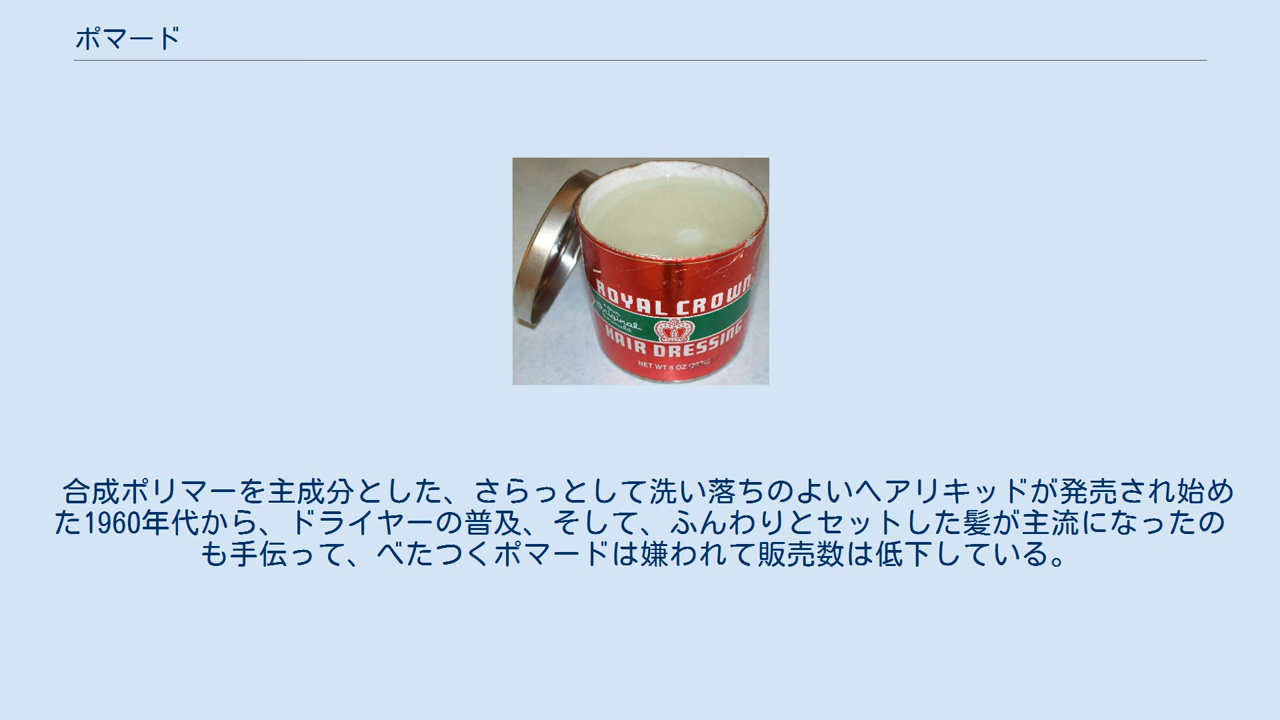 ポマード
ROYAL CROWN
Original
HAIR DRESSING
NET WT 8 OZ
合成ポリマーを主成分とした、さらっとして洗い落ちのよいヘアリキッドが発売され始め
た1960年代から、ドライヤーの普及、そして、ふんわりとセットした髪が主流になったの
も手伝って、べたつくポマードは嫌われて販売数は低下している。